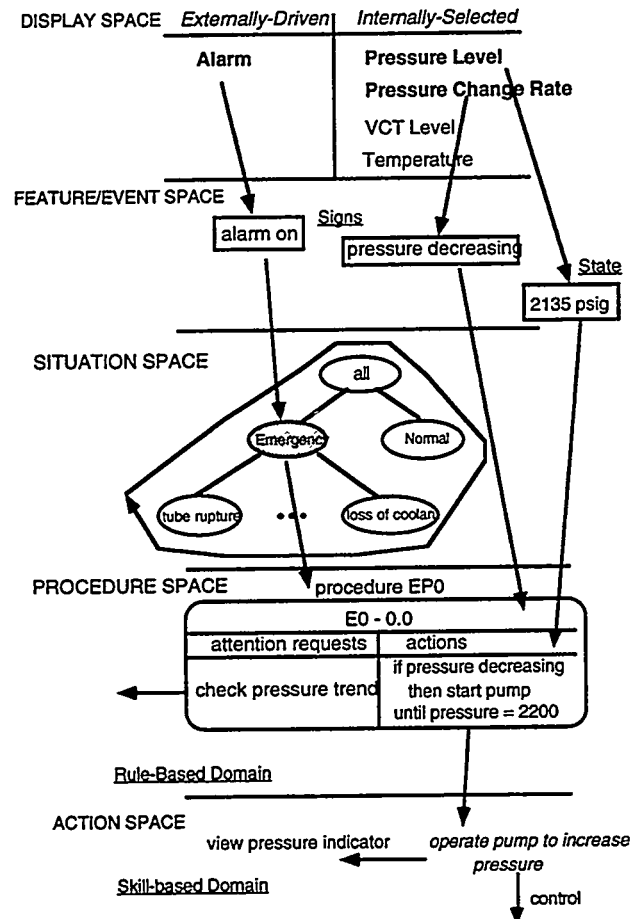 DISPLAY SPACE Externally-Driven Internally-Selected
Alarm Pressure Level
Pressure Change Rate
VCT Level
Temperature
FEATURE/EVENT SPACE
Signs
alarm on pressure decreasing
State
2135 psig
SITUATION SPACE
all
Emergency Normal
tube rupture ••• loss of coolan
PROCEDURE SPACE procedure EP0
E0 - 0.0
attention requests actions
check pressure trend if pressure decreasing
then start pump
until pressure = 2200
Rule-Based Domain
ACTION SPACE
view pressure indicator operate pump to increase
pressure
Skill-based Domain control